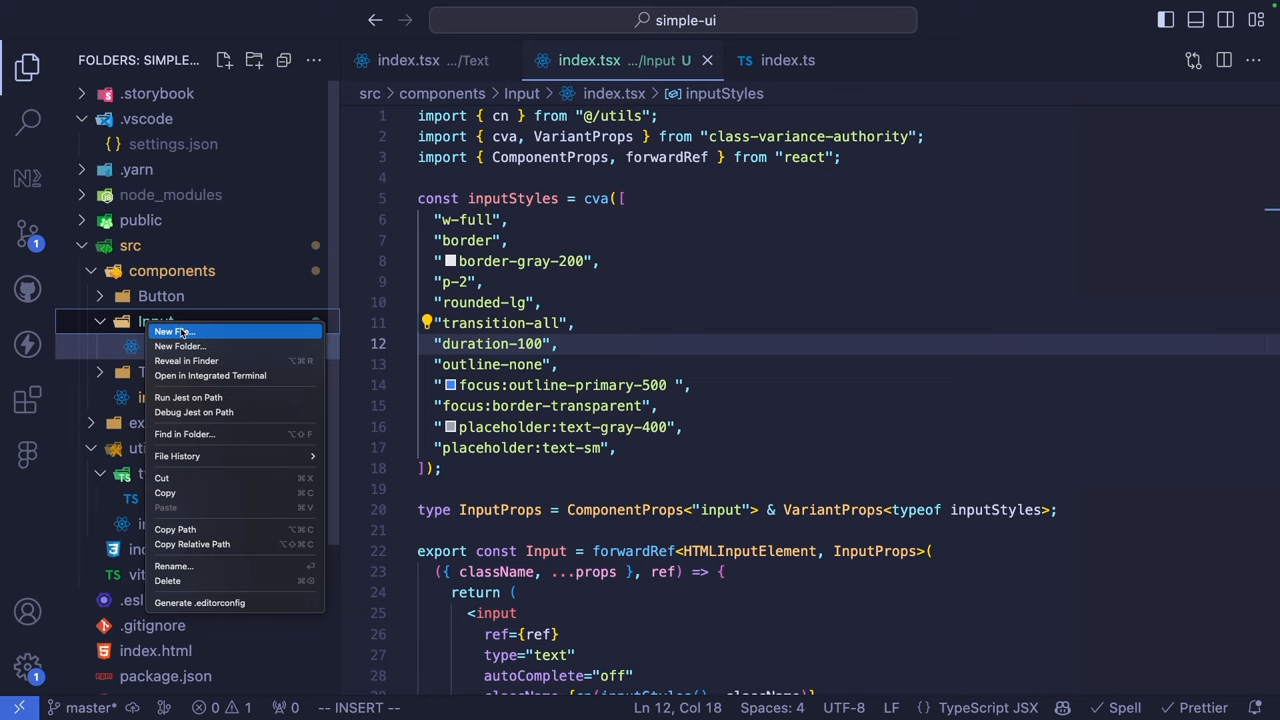 simple-ui
FOLDERS: SIMPLE...
index.tsx .../Text
index.tsx .../Input U
TS index.ts
src > components > Input > index.tsx > inputStyles
.storybook
.vscode
{} settings.json
.yarn
node_modules
public
src
components
Button
Input
1 import { cn } from "@/utils";
2 import { cva, VariantProps } from "class-variance-authority";
3 import { ComponentProps, forwardRef } from "react";
4
5 const inputStyles = cva([
6 "w-full",
7 "border",
8 "border-gray-200",
9 "p-2",
10 "rounded-lg",
11 "transition-all",
12 "duration-100",
13 "outline-none",
14 "focus:outline-primary-500 ",
15 "focus:border-transparent",
16 "placeholder:text-gray-400",
17 "placeholder:text-sm",
18 ]);
19
20 type InputProps = ComponentProps<"input"> & VariantProps<typeof inputStyles>;
21
22 export const Input = forwardRef<HTMLInputElement, InputProps>(
23 ({ className, ...props }, ref) => {
24 return (
25 <input
26 ref={ref}
27 type="text"
28 autoComplete="off"
New File...
New Folder...
Reveal in Finder ⌥⌘R
Open in Integrated Terminal
Run Jest on Path
Debug Jest on Path
Find in Folder... ⌥⇧F
File History >
Cut ⌘X
Copy ⌘C
Paste ⌘V
Copy Path ⌥⌘C
Copy Relative Path ⌥⇧⌘C
Rename...
Delete ⌘⌫
Generate .editorconfig
TS
TS
.gitignore
index.html
package.json
1
1
master*
0 1
0
-- INSERT --
Ln 12, Col 18
Spaces: 4
UTF-8
LF
{} TypeScript JSX
Spell
Prettier